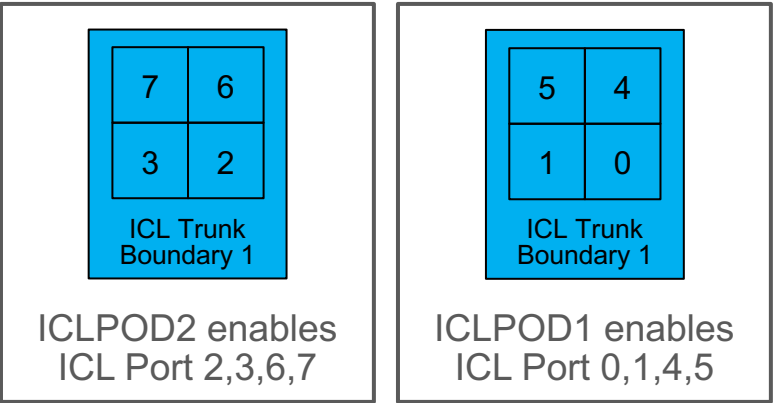 7 6
3 2
ICL Trunk
Boundary 1
ICLPOD2 enables
ICL Port 2,3,6,7
5 4
1 0
ICL Trunk
Boundary 1
ICLPOD1 enables
ICL Port 0,1,4,5